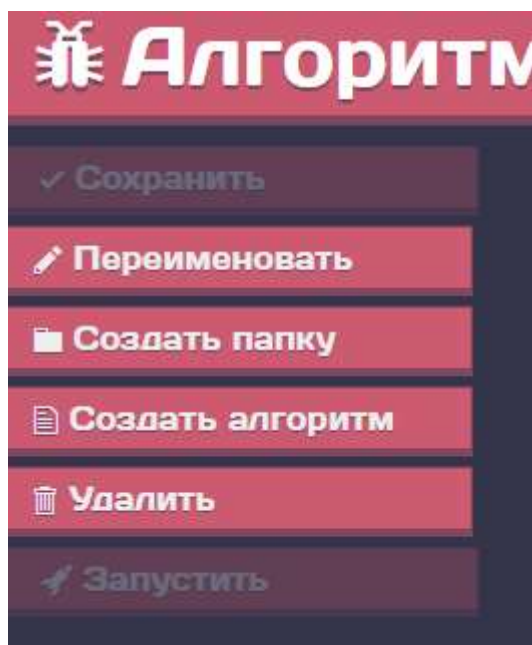 Алгоритм
Сохранить
Переименовать
Создать папку
Создать алгоритм
Удалить
Запустить